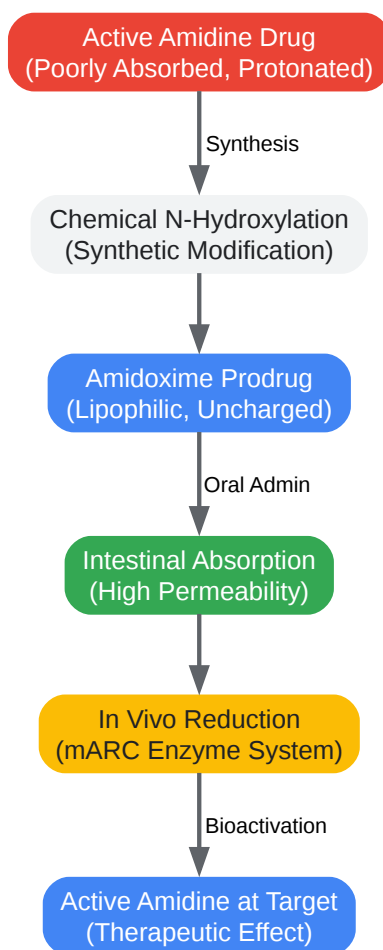 Active Amidine Drug
(Poorly Absorbed, Protonated)
Synthesis
Chemical N-Hydroxylation
(Synthetic Modification)
Amidoxime Prodrug
(Lipophilic, Uncharged)
Oral Admin
Intestinal Absorption
(High Permeability)
In Vivo Reduction
(mARC Enzyme System)
Bioactivation
Active Amidine at Target
(Therapeutic Effect)